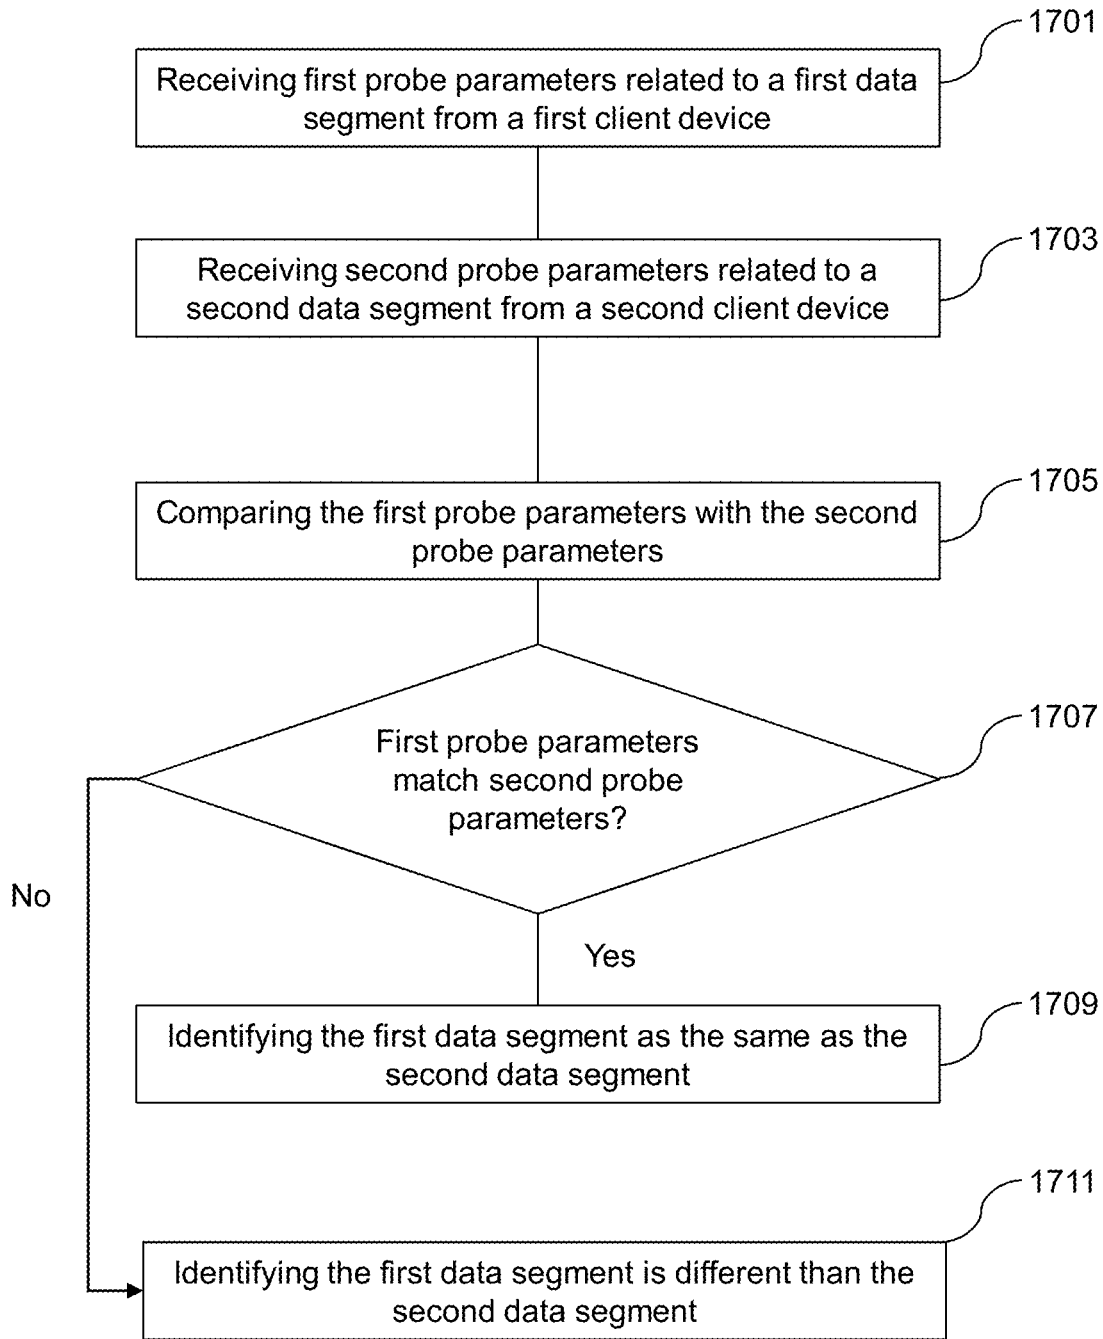 1701
Receiving first probe parameters related to a first data
segment from a first client device
1703
Receiving second probe parameters related to a
second data segment from a second client device
1705
Comparing the first probe parameters with the second
probe parameters
1707
First probe parameters
match second probe
parameters?
No
Yes
1709
Identifying the first data segment as the same as the
second data segment
1711
Identifying the first data segment is different than the
second data segment